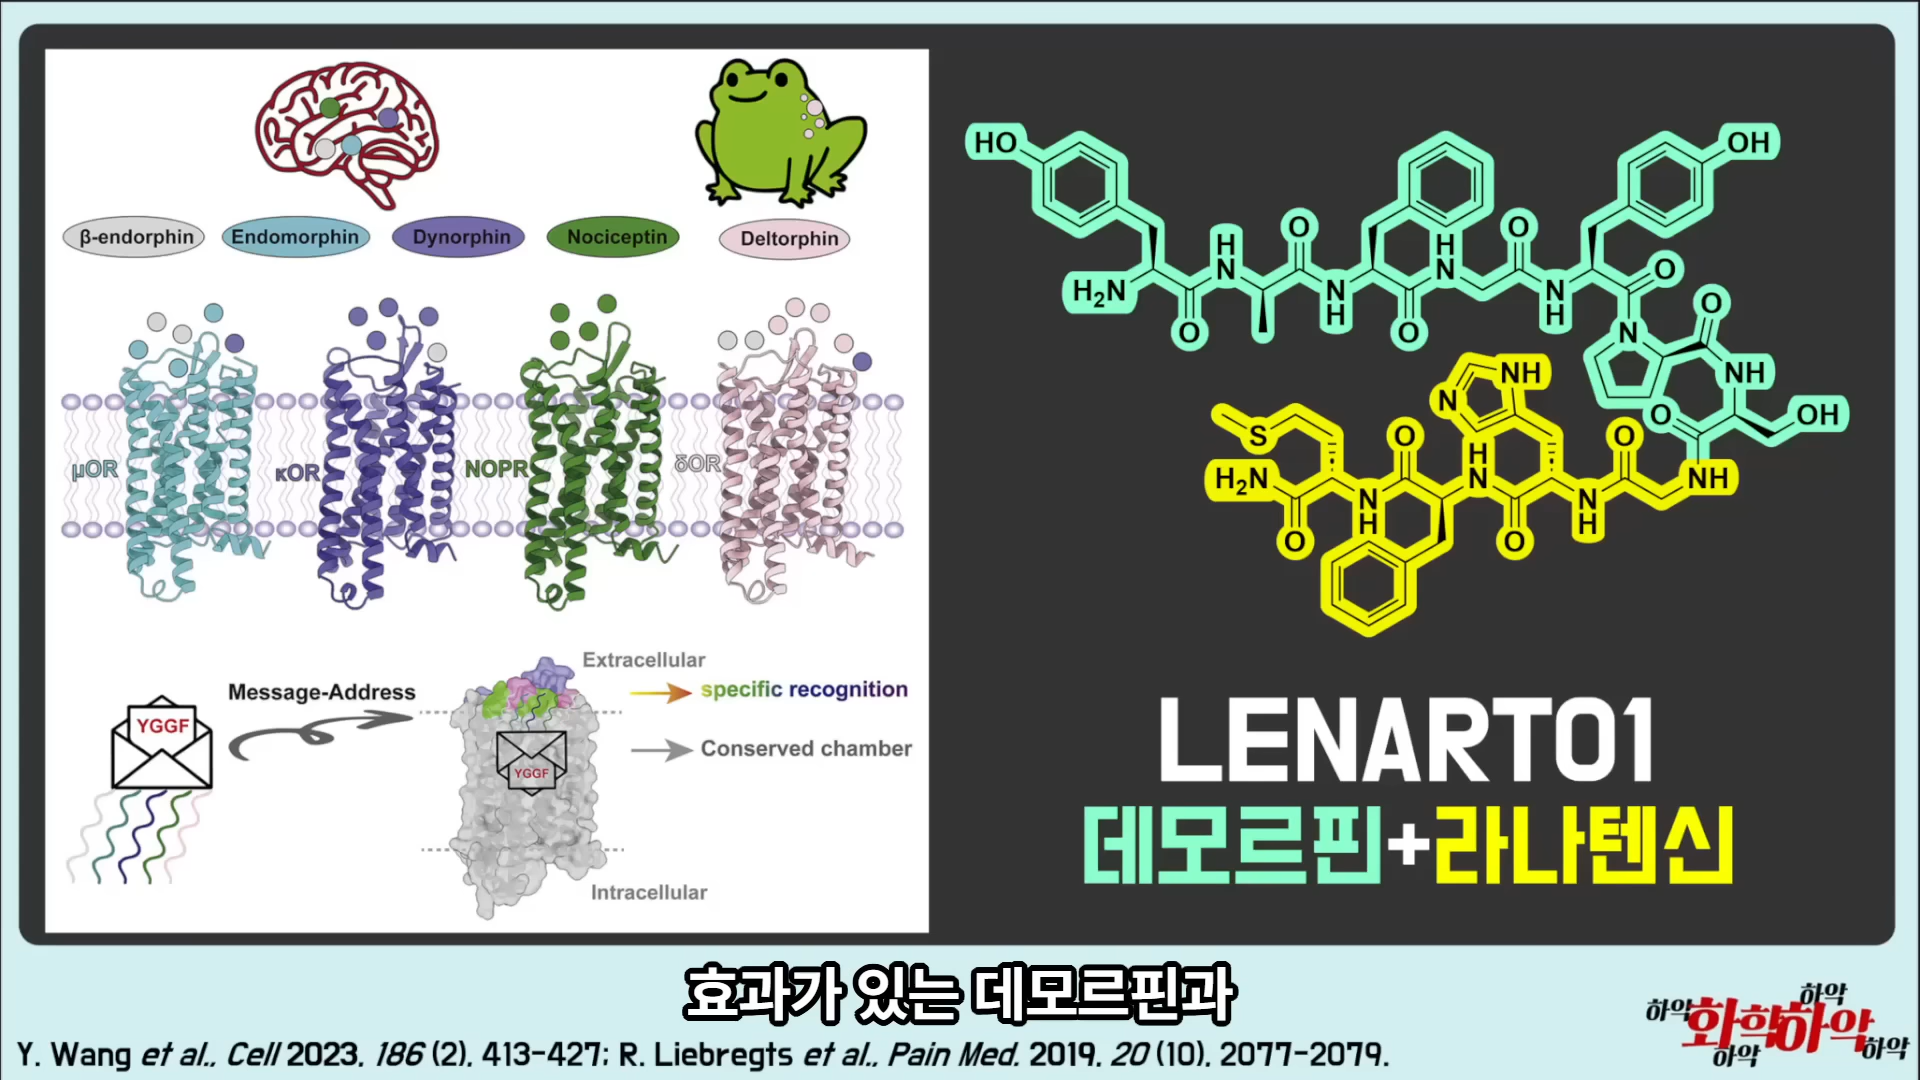 β-endorphin
Endomorphin
Dynorphin
Nociceptin
Deltorphin
μOR
κOR
NOPR
δOR
Message-Address
YGGF
Extracellular
specific recognition
YGGF
Conserved chamber
Intracellular
HO
OH
H
N
O
O
H
N
O
H₂N
N
H
N
H
O
O
O
N
O
NH
NH
N
O
OH
S
O
H
N
O
H₂N
N
H
N
H
NH
O
O
LENART01
데모르핀+라나텐신
효과가 있는 데모르핀과
Y. Wang et al., Cell 2023, 186 (2), 413-427; R. Liebregts et al., Pain Med. 2019, 20 (10), 2077-2079.
하악
화학하악
하악
하악
하악